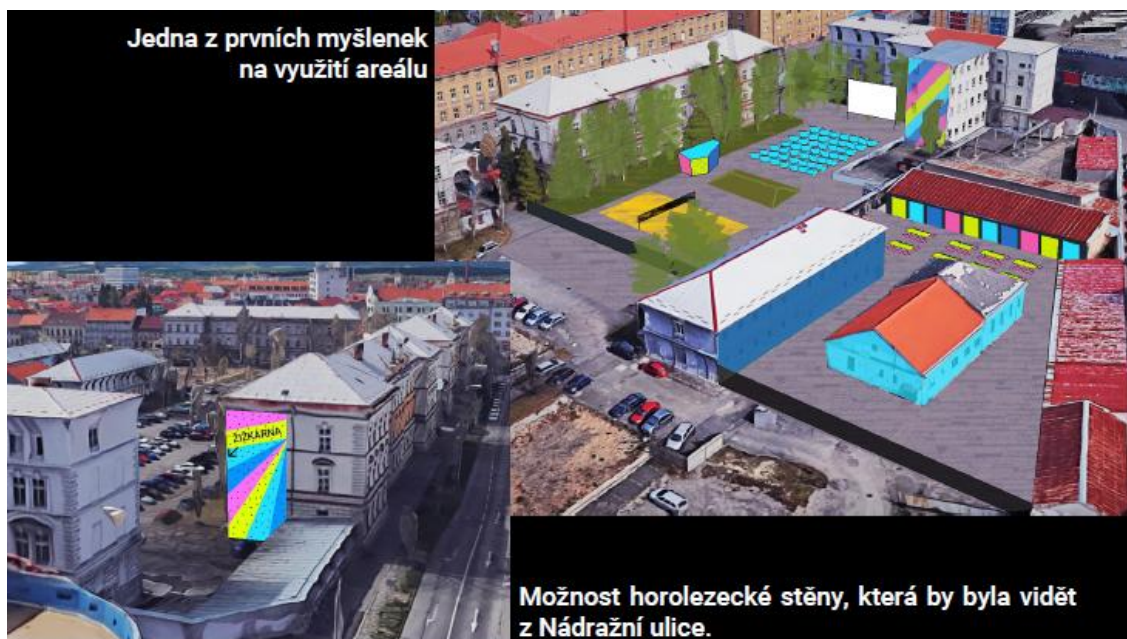 Jedna z prvních myšlenek
na využití areálu
ŽIŽKÁRNA
Možnost horolezecké stěny, která by byla vidět
z Nádražní ulice.